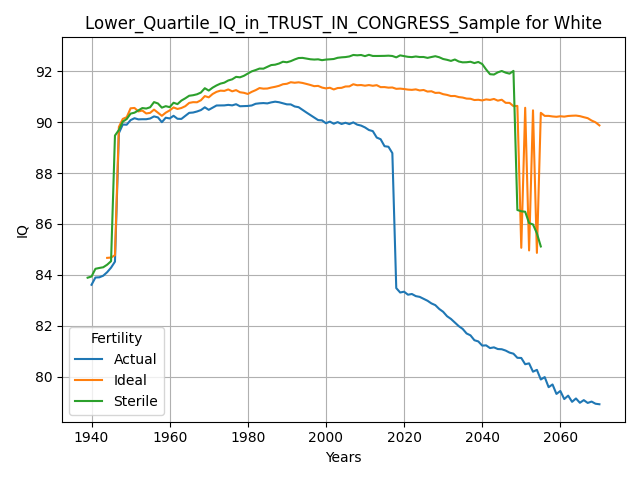 Lower_Quartile_IQ_in_TRUST_IN_CONGRESS_Sample for White
92
90
88
86
84
82
80
IQ
Fertility
Actual
Ideal
Sterile
1940 1960 1980 2000 2020 2040 2060
Years